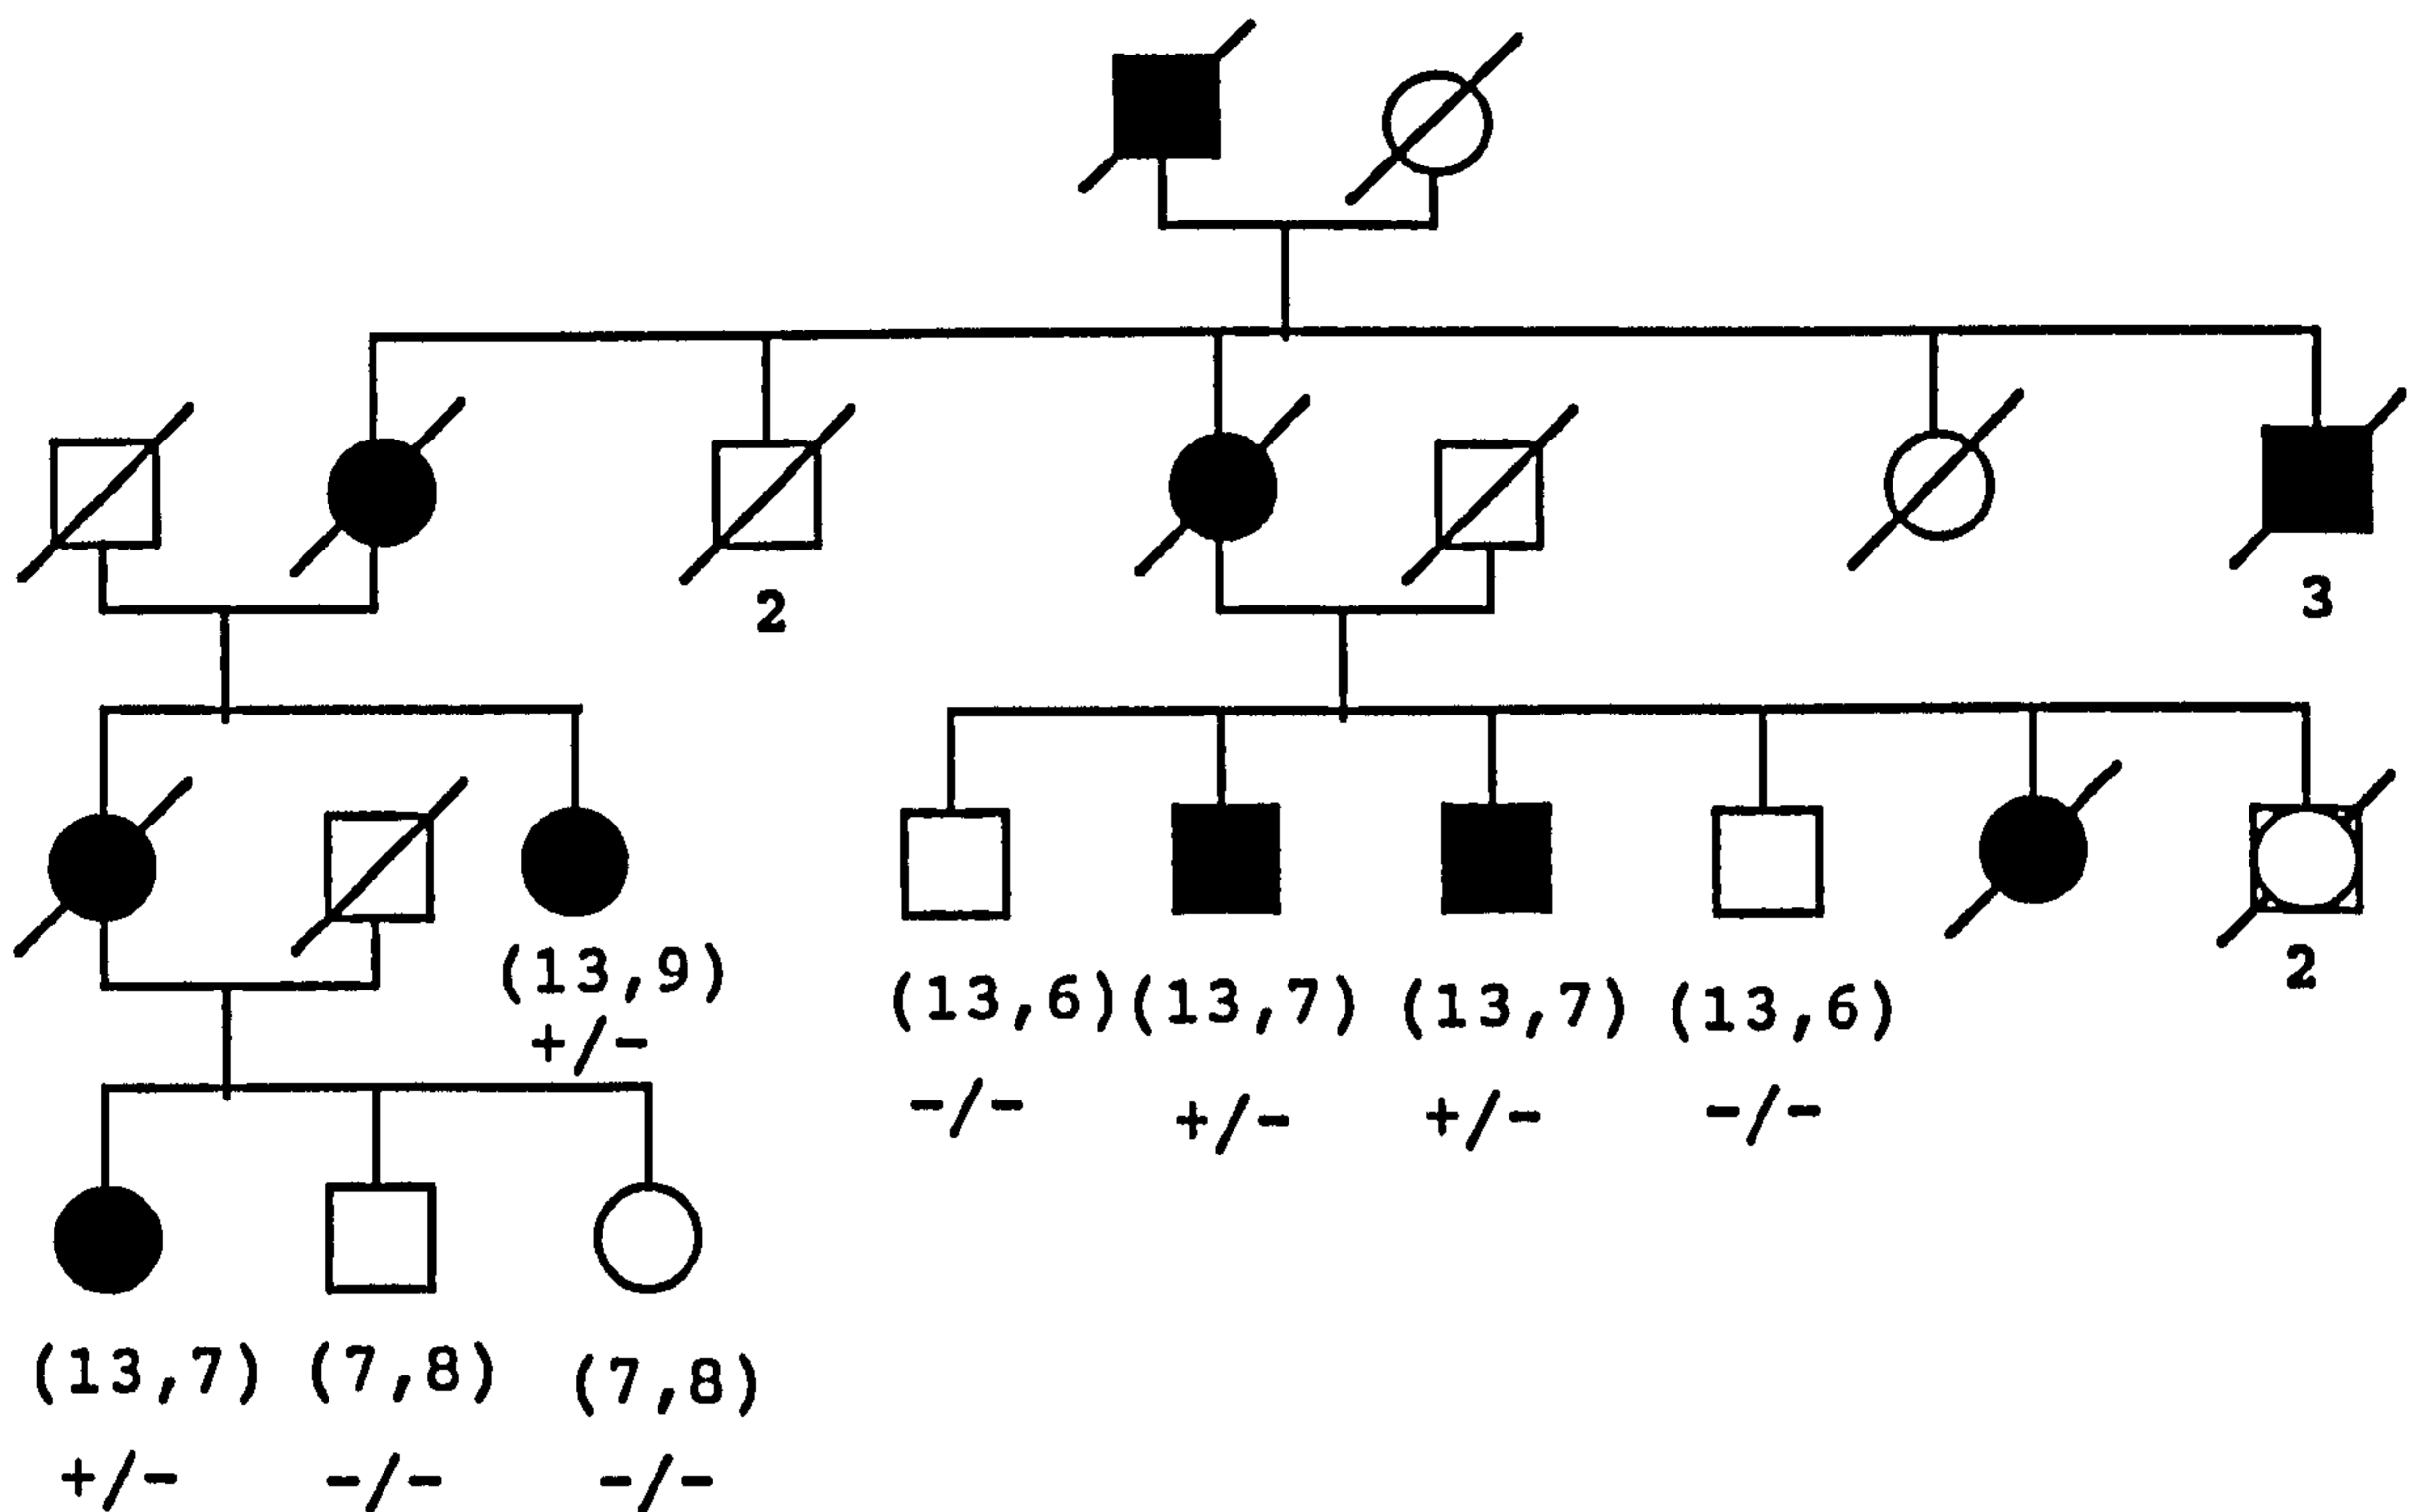 2
3
(13,9)
+/-
(13,6) (13,7) (13,7) (13,6)
2
-/- +/- +/- -/-
(13,7) (7,8) (7,8)
+/- -/- -/-